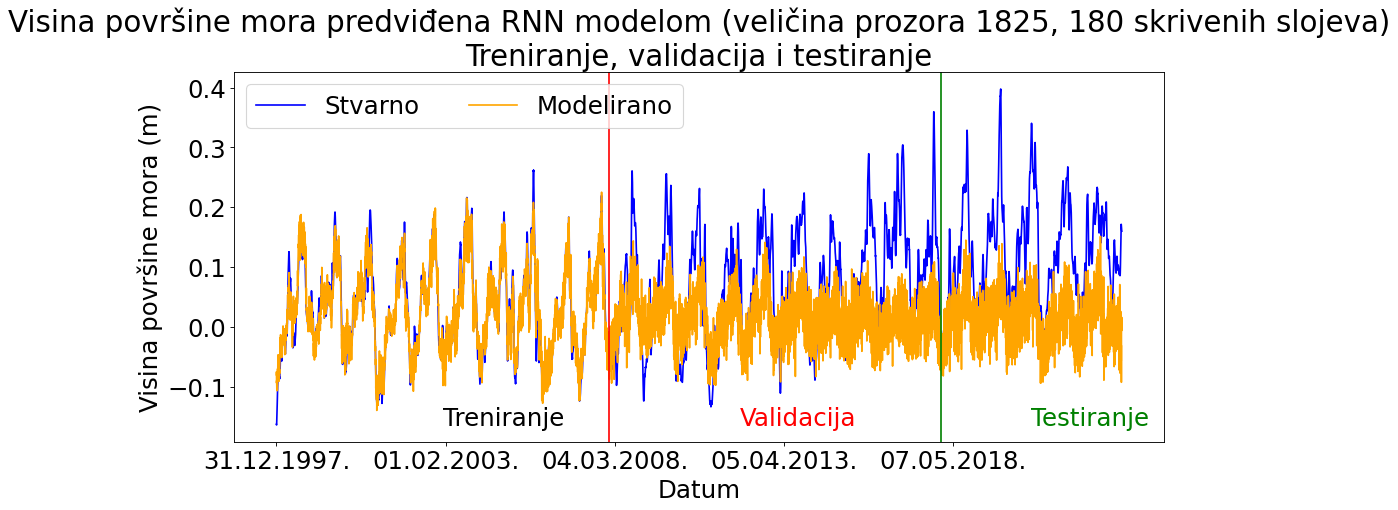 Visina površine mora predviđena RNN modelom (veličina prozora 1825, 180 skrivenih slojeva)
Treniranje, validacija i testiranje
Stvarno
Modelirano
Visina površine mora (m)
0.4
0.3
0.2
0.1
0.0
−0.1
Treniranje
Validacija
Testiranje
31.12.1997.
01.02.2003.
04.03.2008.
05.04.2013.
07.05.2018.
Datum